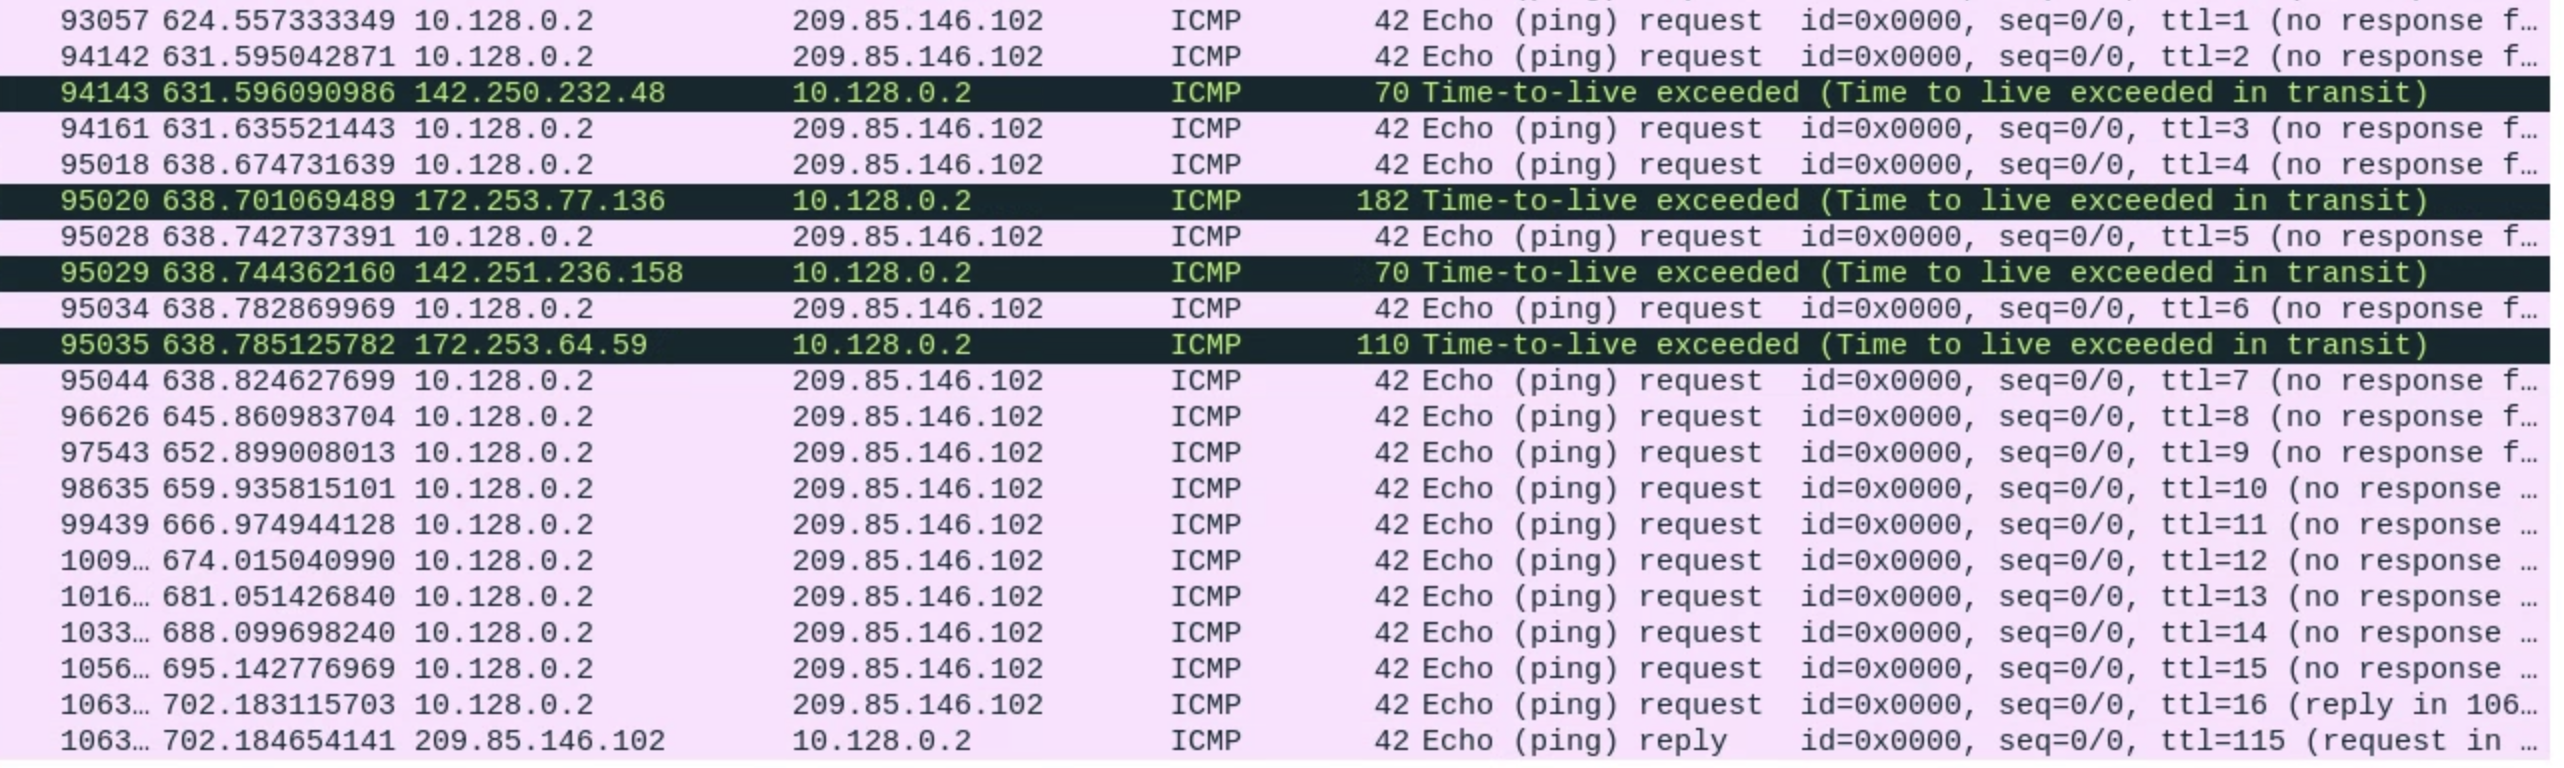 93057 624.557333349 10.128.0.2 209.85.146.102 ICMP 42 Echo (ping) request id=0x0000, seq=0/0, ttl=1 (no response f…
94142 631.595042871 10.128.0.2 209.85.146.102 ICMP 42 Echo (ping) request id=0x0000, seq=0/0, ttl=2 (no response f…
94143 631.596090986 142.250.232.48 10.128.0.2 ICMP 70 Time-to-live exceeded (Time to live exceeded in transit)
94161 631.635521443 10.128.0.2 209.85.146.102 ICMP 42 Echo (ping) request id=0x0000, seq=0/0, ttl=3 (no response f…
95018 638.674731639 10.128.0.2 209.85.146.102 ICMP 42 Echo (ping) request id=0x0000, seq=0/0, ttl=4 (no response f…
95020 638.701069489 172.253.77.136 10.128.0.2 ICMP 182 Time-to-live exceeded (Time to live exceeded in transit)
95028 638.742737391 10.128.0.2 209.85.146.102 ICMP 42 Echo (ping) request id=0x0000, seq=0/0, ttl=5 (no response f…
95029 638.744362160 142.251.236.158 10.128.0.2 ICMP 70 Time-to-live exceeded (Time to live exceeded in transit)
95034 638.782869969 10.128.0.2 209.85.146.102 ICMP 42 Echo (ping) request id=0x0000, seq=0/0, ttl=6 (no response f…
95035 638.785125782 172.253.64.59 10.128.0.2 ICMP 110 Time-to-live exceeded (Time to live exceeded in transit)
95044 638.824627699 10.128.0.2 209.85.146.102 ICMP 42 Echo (ping) request id=0x0000, seq=0/0, ttl=7 (no response f…
96626 645.860983704 10.128.0.2 209.85.146.102 ICMP 42 Echo (ping) request id=0x0000, seq=0/0, ttl=8 (no response f…
97543 652.899008013 10.128.0.2 209.85.146.102 ICMP 42 Echo (ping) request id=0x0000, seq=0/0, ttl=9 (no response f…
98635 659.935815101 10.128.0.2 209.85.146.102 ICMP 42 Echo (ping) request id=0x0000, seq=0/0, ttl=10 (no response …
99439 666.974944128 10.128.0.2 209.85.146.102 ICMP 42 Echo (ping) request id=0x0000, seq=0/0, ttl=11 (no response …
1009… 674.015040990 10.128.0.2 209.85.146.102 ICMP 42 Echo (ping) request id=0x0000, seq=0/0, ttl=12 (no response …
1016… 681.051426840 10.128.0.2 209.85.146.102 ICMP 42 Echo (ping) request id=0x0000, seq=0/0, ttl=13 (no response …
1033… 688.099698240 10.128.0.2 209.85.146.102 ICMP 42 Echo (ping) request id=0x0000, seq=0/0, ttl=14 (no response …
1056… 695.142776969 10.128.0.2 209.85.146.102 ICMP 42 Echo (ping) request id=0x0000, seq=0/0, ttl=15 (no response …
1063… 702.183115703 10.128.0.2 209.85.146.102 ICMP 42 Echo (ping) request id=0x0000, seq=0/0, ttl=16 (reply in 106…
1063… 702.184654141 209.85.146.102 10.128.0.2 ICMP 42 Echo (ping) reply id=0x0000, seq=0/0, ttl=115 (request in …